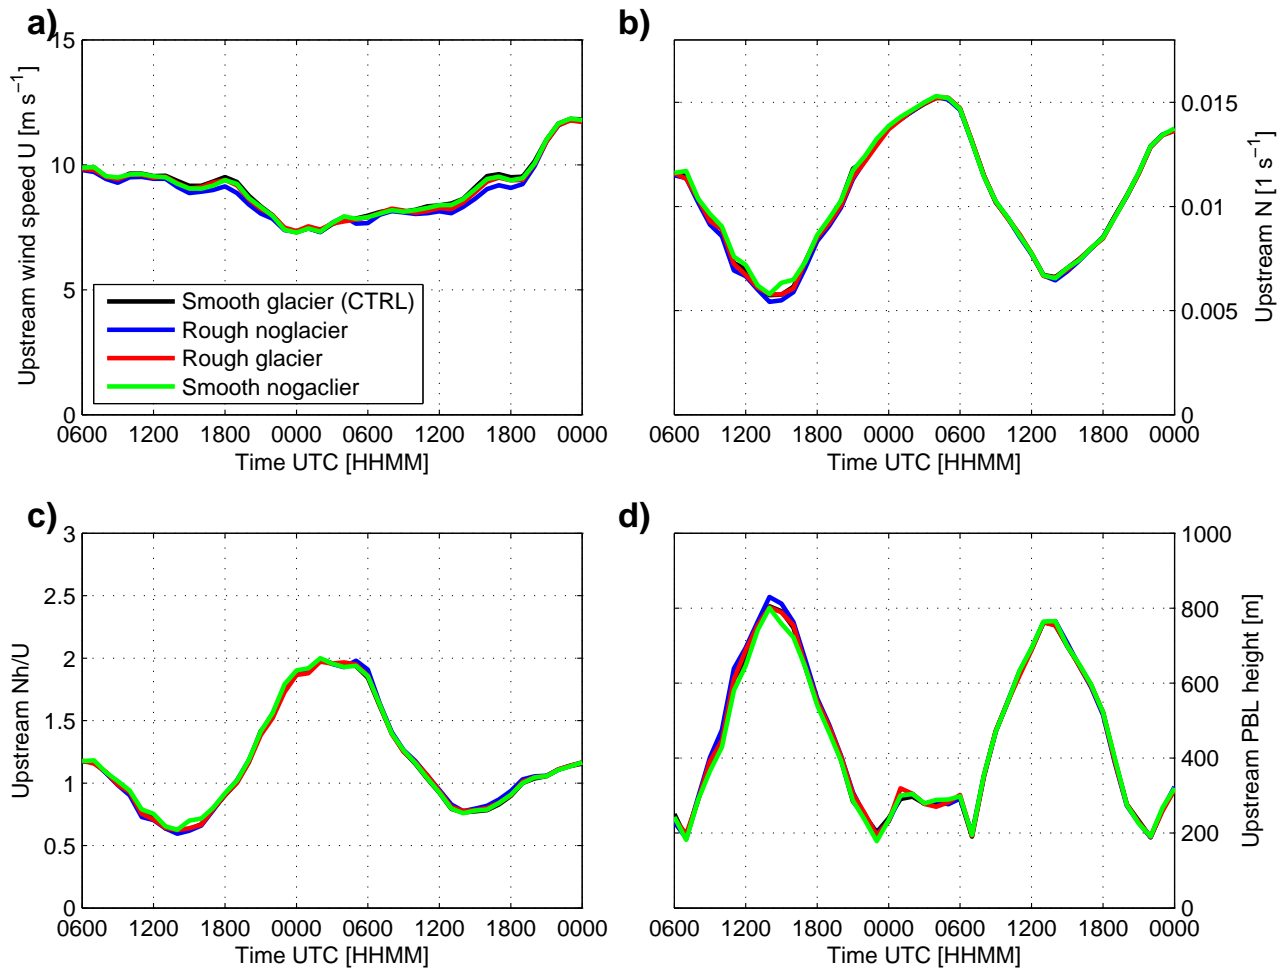 a)
15
10
5
0
Upstream wind speed U [m s⁻¹]
Smooth glacier (CTRL)
Rough noglacier
Rough glacier
Smooth nogaclier
0600 1200 1800 0000 0600 1200 1800 0000
Time UTC [HHMM]
b)
0.015
0.01
0.005
0
Upstream N [1 s⁻¹]
0600 1200 1800 0000 0600 1200 1800 0000
Time UTC [HHMM]
c)
3
2.5
2
1.5
1
0.5
0
Upstream Nh/U
0600 1200 1800 0000 0600 1200 1800 0000
Time UTC [HHMM]
d)
1000
800
600
400
200
0
Upstream PBL height [m]
0600 1200 1800 0000 0600 1200 1800 0000
Time UTC [HHMM]